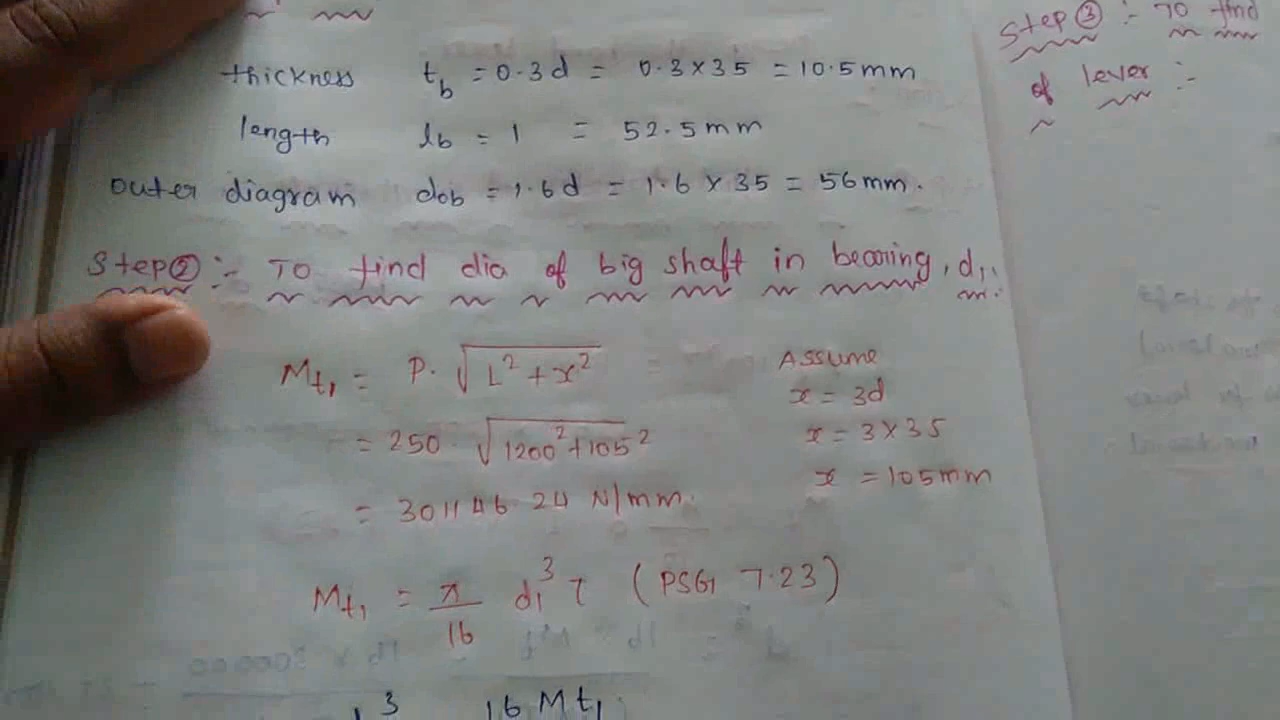 thickness t_b = 0.3d = 0.3×35 = 10.5mm
length lb = l = 52.5mm
outer diagram dob = 1.6d = 1.6×35 = 56mm.
Step ② :- To find dia of big shaft in bearing, d1.
Mt1 = P. √L²+x²
Assume
x = 3d
= 250 √1200²+105²
x = 3×35
x = 105mm
= 301146.24 N/mm.
Mt1 = π/16 d1³ τ (PSG 7.23)
16 Mt1
Step ③ :- To find
of lever :-